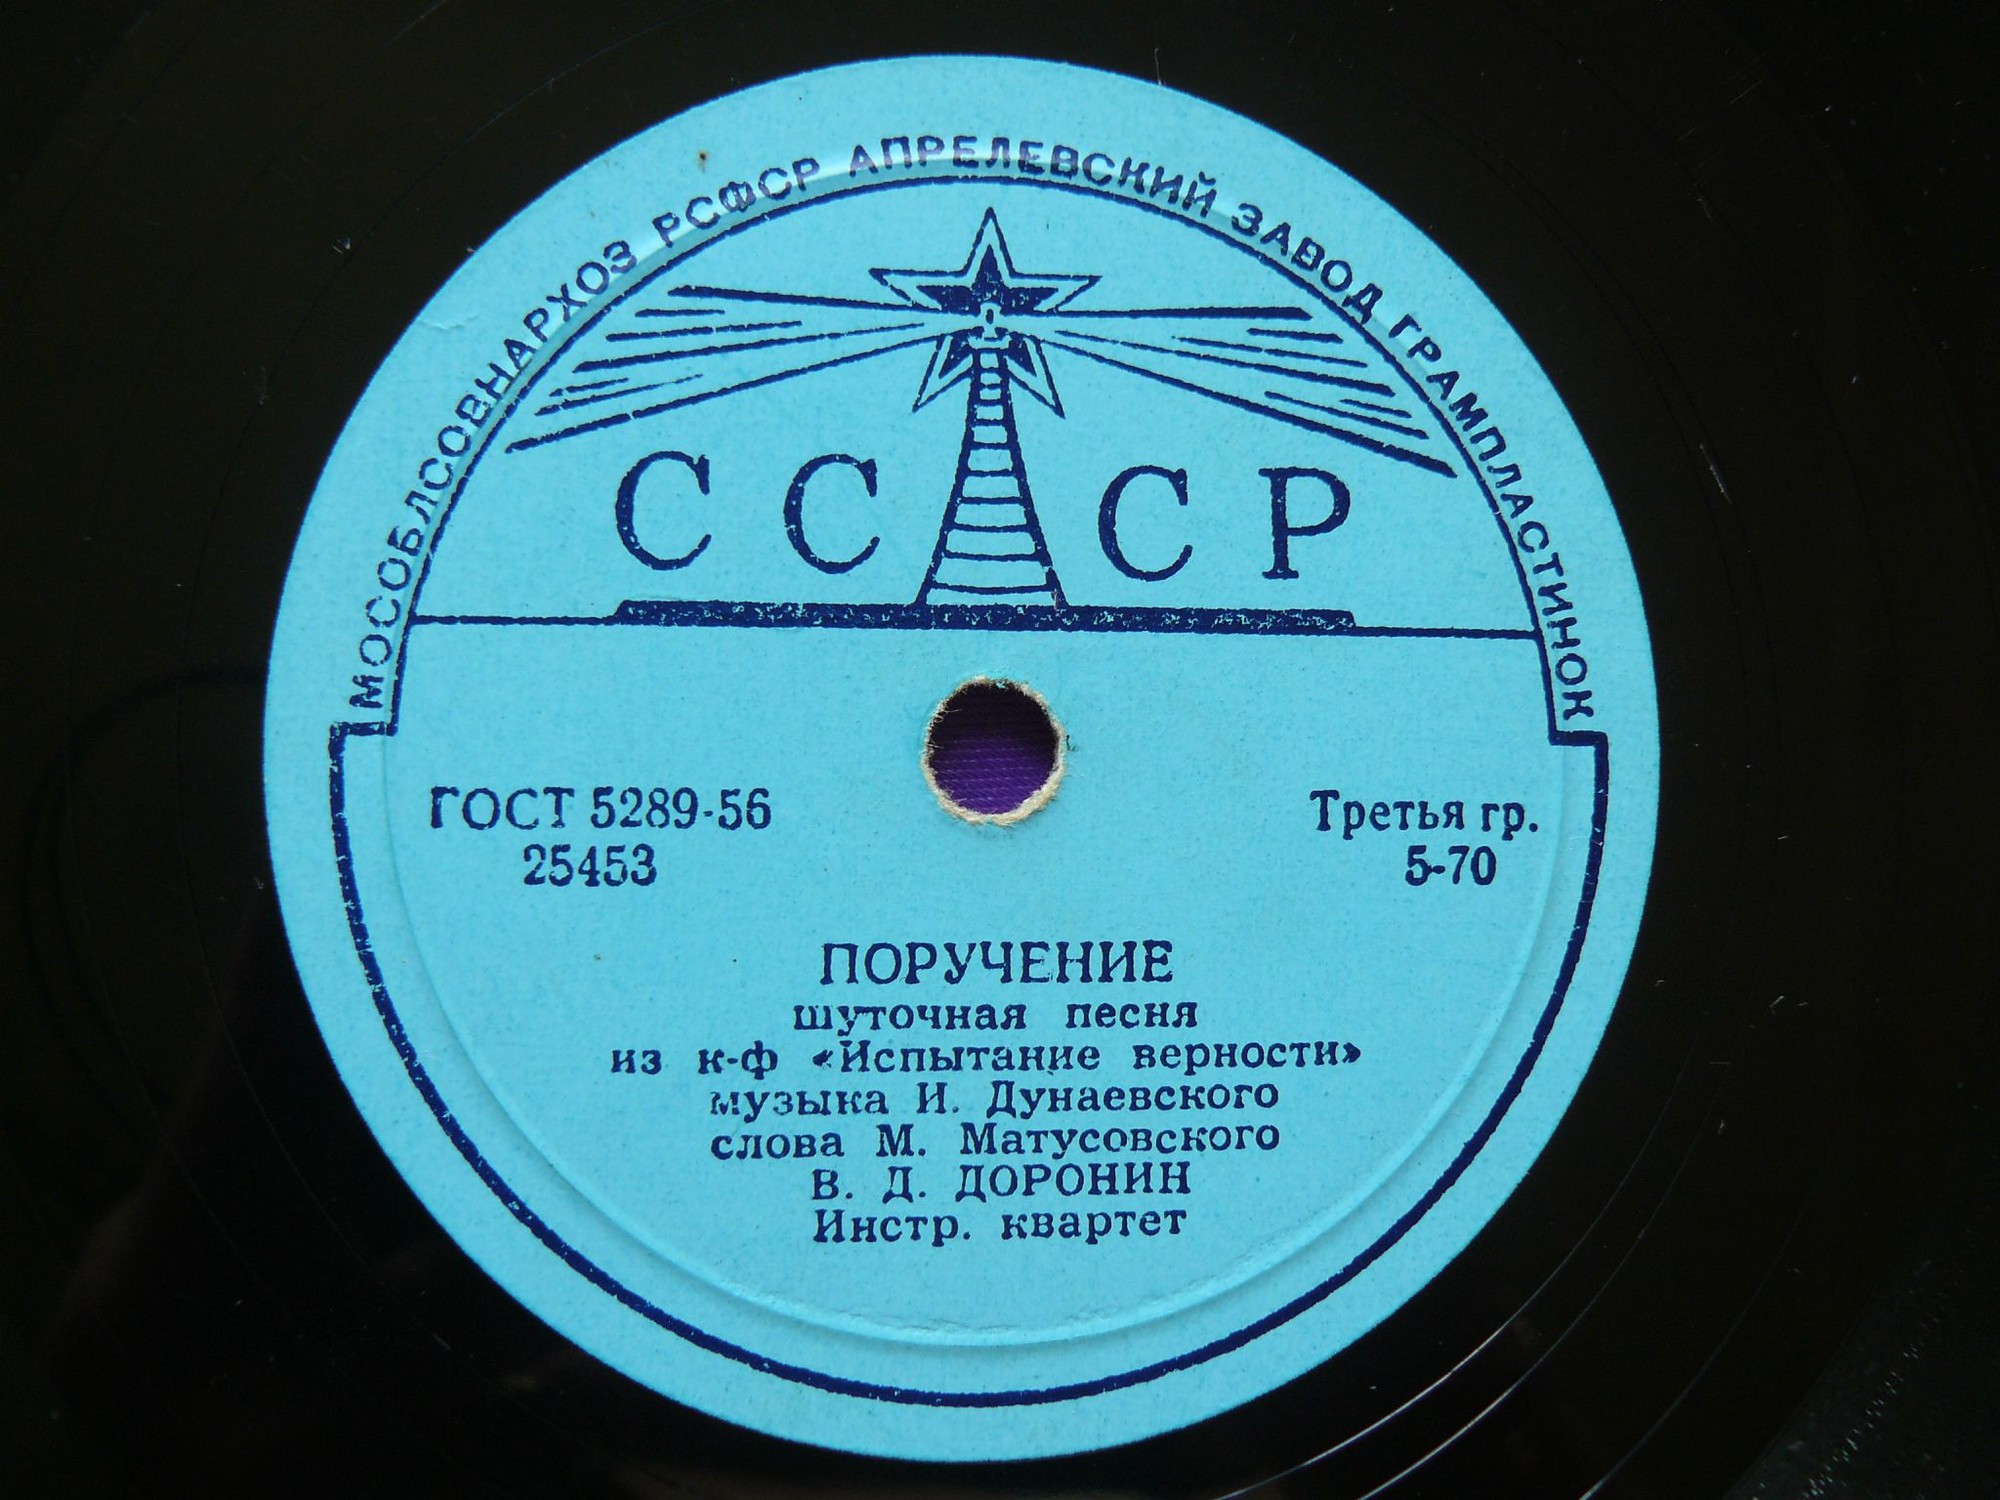 МОСОБЛСОВНАРХОЗ РСФСР АПРЕЛЕВСКИЙ ЗАВОД ГРАМПЛАСТИНОК
СССР
ГОСТ 5289-56
25453
Третья гр.
5-70
ПОРУЧЕНИЕ
шуточная песня
из к-ф «Испытание верности»
музыка И. Дунаевского
слова М. Матусовского
В. Д. ДОРОНИН
Инстр. квартет